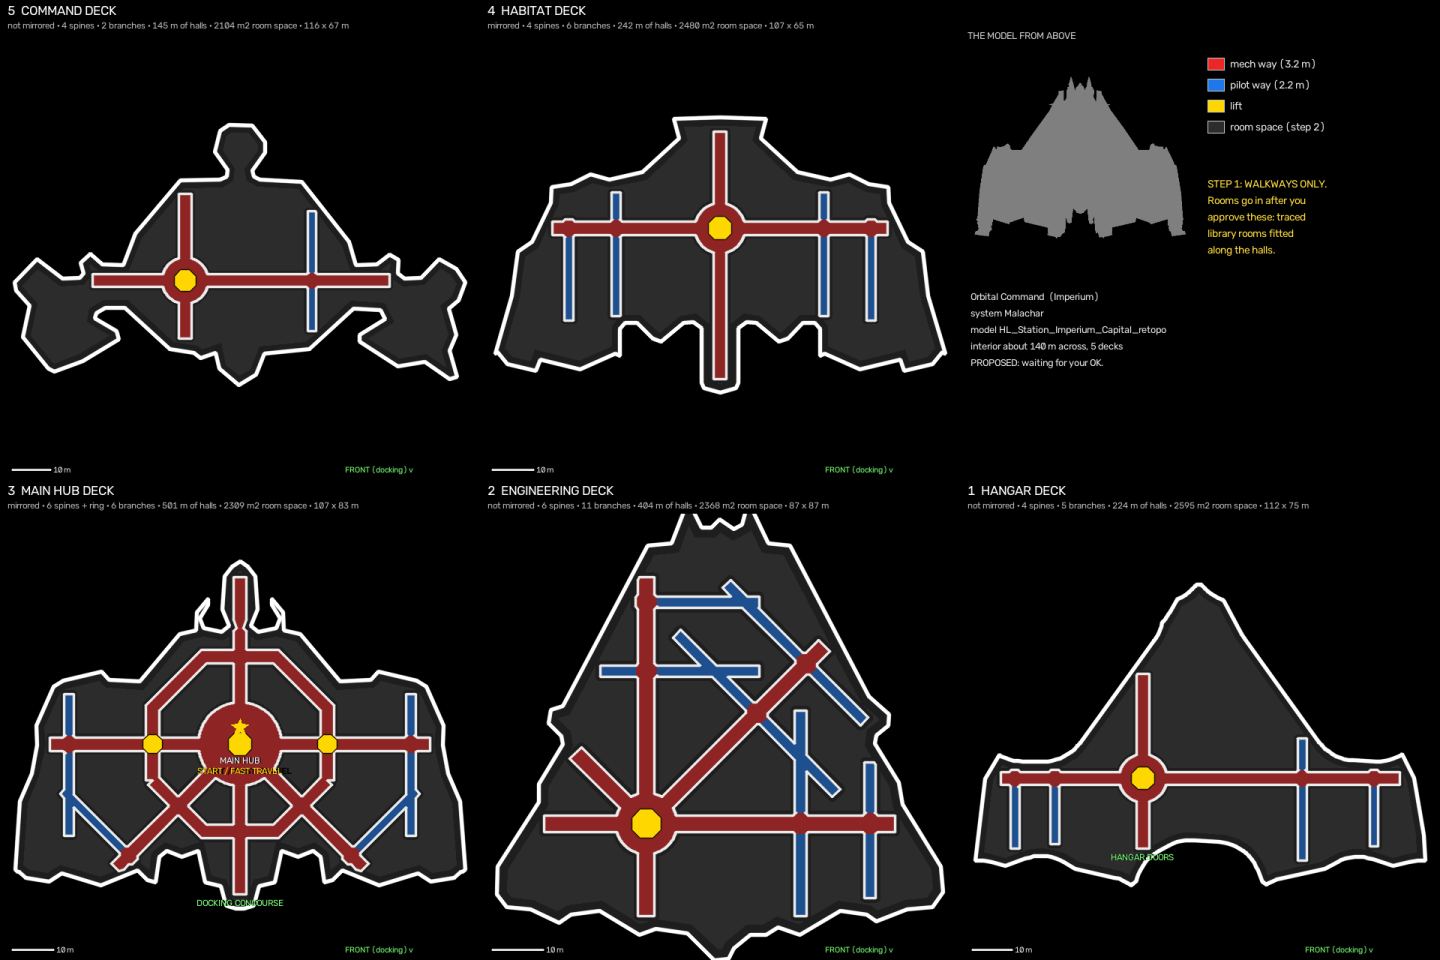 5 COMMAND DECK
not mirrored • 4 spines • 2 branches • 145 m of halls • 2104 m2 room space • 116 x 67 m
10 m
FRONT (docking) v
4 HABITAT DECK
mirrored • 4 spines • 6 branches • 242 m of halls • 2480 m2 room space • 107 x 65 m
10 m
FRONT (docking) v
THE MODEL FROM ABOVE
mech way (3.2 m)
pilot way (2.2 m)
lift
room space (step 2)
STEP 1: WALKWAYS ONLY.
Rooms go in after you
approve these: traced
library rooms fitted
along the halls.
Orbital Command (Imperium)
system Malachar
model HL_Station_Imperium_Capital_retopo
interior about 140 m across, 5 decks
PROPOSED: waiting for your OK.
3 MAIN HUB DECK
mirrored • 6 spines + ring • 6 branches • 501 m of halls • 2309 m2 room space • 107 x 83 m
MAIN HUB
START / FAST TRAVEL
DOCKING CONCOURSE
10 m
FRONT (docking) v
2 ENGINEERING DECK
not mirrored • 6 spines • 11 branches • 404 m of halls • 2368 m2 room space • 87 x 87 m
10 m
FRONT (docking) v
1 HANGAR DECK
not mirrored • 4 spines • 5 branches • 224 m of halls • 2595 m2 room space • 112 x 75 m
HANGAR DOORS
10 m
FRONT (docking) v